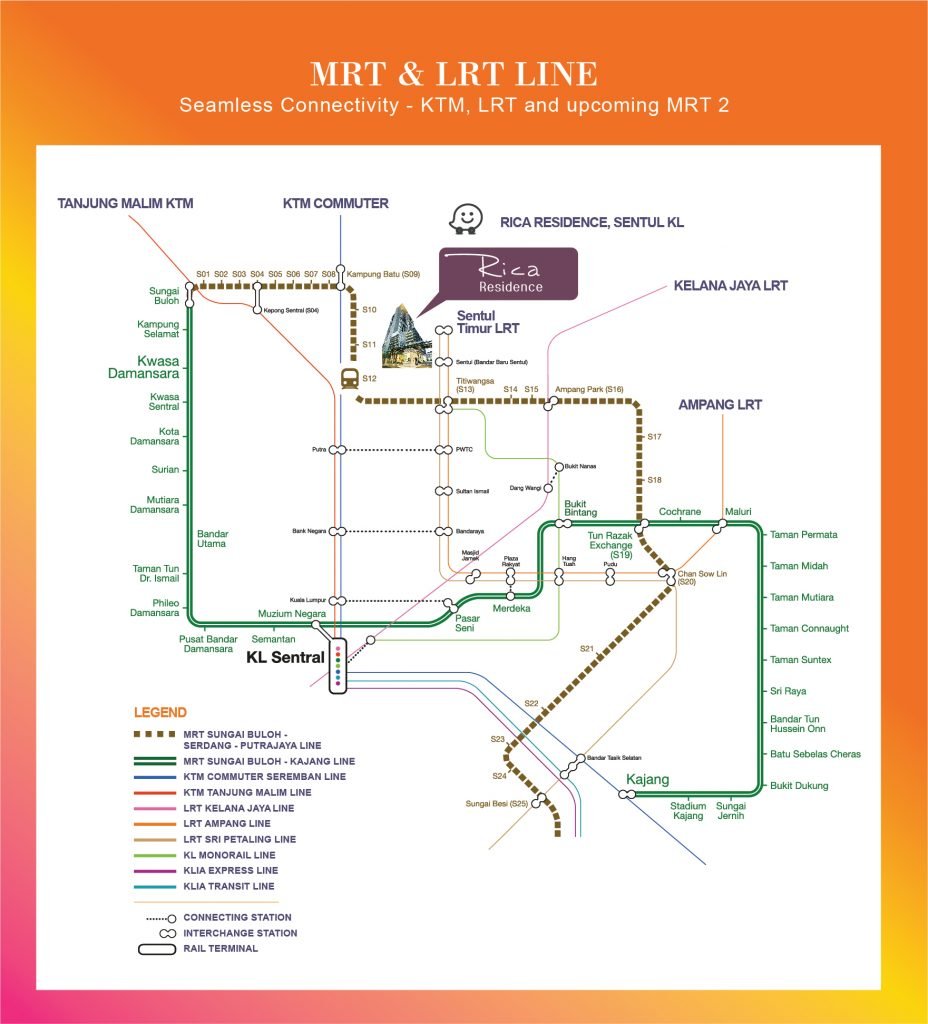 MRT & LRT LINE
Seamless Connectivity - KTM, LRT and upcoming MRT 2
TANJUNG MALIM KTM
KTM COMMUTER
RICA RESIDENCE, SENTUL KL
Rica
Residence
KELANA JAYA LRT
S01 S02 S03 S04 S05 S06 S07 S08
Kampung Batu (S09)
Sungai
Buloh
Kepong Sentral (S04)
S10
S11
S12
Sentul
Timur LRT
Sentul (Bandar Baru Sentul)
Titiwangsa
(S13)
S14 S15
Ampang Park (S16)
AMPANG LRT
S17
S18
Kampung
Selamat
Kwasa
Damansara
Kwasa
Sentral
Kota
Damansara
Surian
Mutiara
Damansara
Bandar
Utama
Taman Tun
Dr. Ismail
Phileo
Damansara
Pusat Bandar
Damansara
Semantan
Muzium Negara
KL Sentral
Putra
PWTC
Sultan Ismail
Bank Negara
Bandaraya
Kuala Lumpur
Masjid
Jamek
Plaza
Rakyat
Hang
Tuah
Pudu
Merdeka
Pasar
Seni
Bukit Nanas
Dang Wangi
Bukit
Bintang
Tun Razak
Exchange
(S19)
Cochrane
Maluri
Chan Sow Lin
(S20)
Taman Permata
Taman Midah
Taman Mutiara
Taman Connaught
Taman Suntex
Sri Raya
Bandar Tun
Hussein Onn
Batu Sebelas Cheras
Bukit Dukung
Sungai
Jernih
Stadium
Kajang
Kajang
S21
S22
S23
S24
Bandar Tasik Selatan
Sungai Besi (S25)
LEGEND
MRT SUNGAI BULOH -
SERDANG - PUTRAJAYA LINE
MRT SUNGAI BULOH - KAJANG LINE
KTM COMMUTER SEREMBAN LINE
KTM TANJUNG MALIM LINE
LRT KELANA JAYA LINE
LRT AMPANG LINE
LRT SRI PETALING LINE
KL MONORAIL LINE
KLIA EXPRESS LINE
KLIA TRANSIT LINE
CONNECTING STATION
INTERCHANGE STATION
RAIL TERMINAL